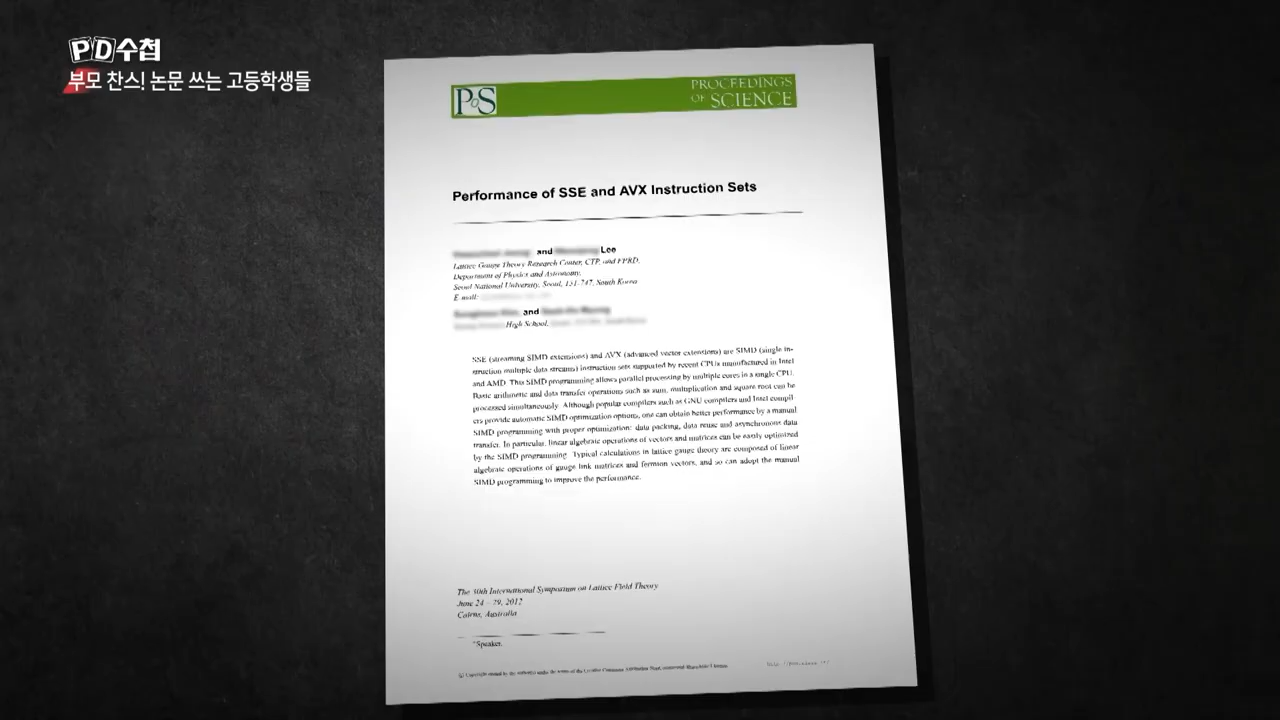 PD수첩
부모 찬스! 논문 쓰는 고등학생들
PoS
PROCEEDINGS
OF SCIENCE
Performance of SSE and AVX Instruction Sets
and Lee
Lattice Gauge Theory Research Center, CTP, and FPRD,
Department of Physics and Astronomy,
Seoul National University, Seoul, 151-747, South Korea
E-mail:
and
High School,
SSE (streaming SIMD extensions) and AVX (advanced vector extensions) are SIMD (single in-
struction multiple data streams) instruction sets supported by recent CPUs manufactured in Intel
and AMD. This SIMD programming allows parallel processing by multiple cores in a single CPU.
Basic arithmetic and data transfer operations such as sum, multiplication and square root can be
processed simultaneously. Although popular compilers such as GNU compilers and Intel compil-
ers provide automatic SIMD optimization options, one can obtain better performance by a manual
SIMD programming with proper optimization: data packing, data reuse and asynchronous data
transfer. In particular, linear algebraic operations of vectors and matrices can be easily optimized
by the SIMD programming. Typical calculations in lattice gauge theory are composed of linear
algebraic operations of gauge link matrices and fermion vectors, and so can adopt the manual
SIMD programming to improve the performance.
The 30th International Symposium on Lattice Field Theory
June 24 - 29, 2012
Cairns, Australia
*Speaker.